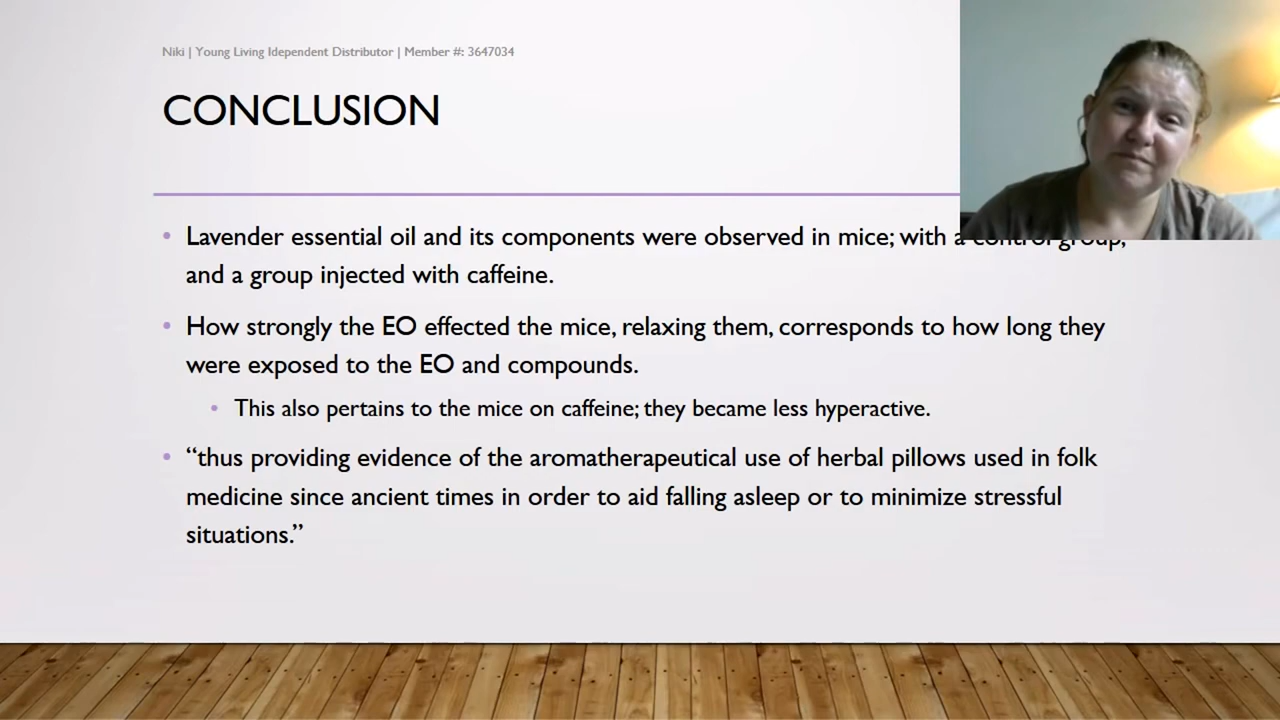 Niki | Young Living Idependent Distributor | Member #: 3647034
CONCLUSION
• Lavender essential oil and its components were observed in mice; with a control group,
and a group injected with caffeine.
• How strongly the EO effected the mice, relaxing them, corresponds to how long they
were exposed to the EO and compounds.
• This also pertains to the mice on caffeine; they became less hyperactive.
• “thus providing evidence of the aromatherapeutical use of herbal pillows used in folk
medicine since ancient times in order to aid falling asleep or to minimize stressful
situations.”